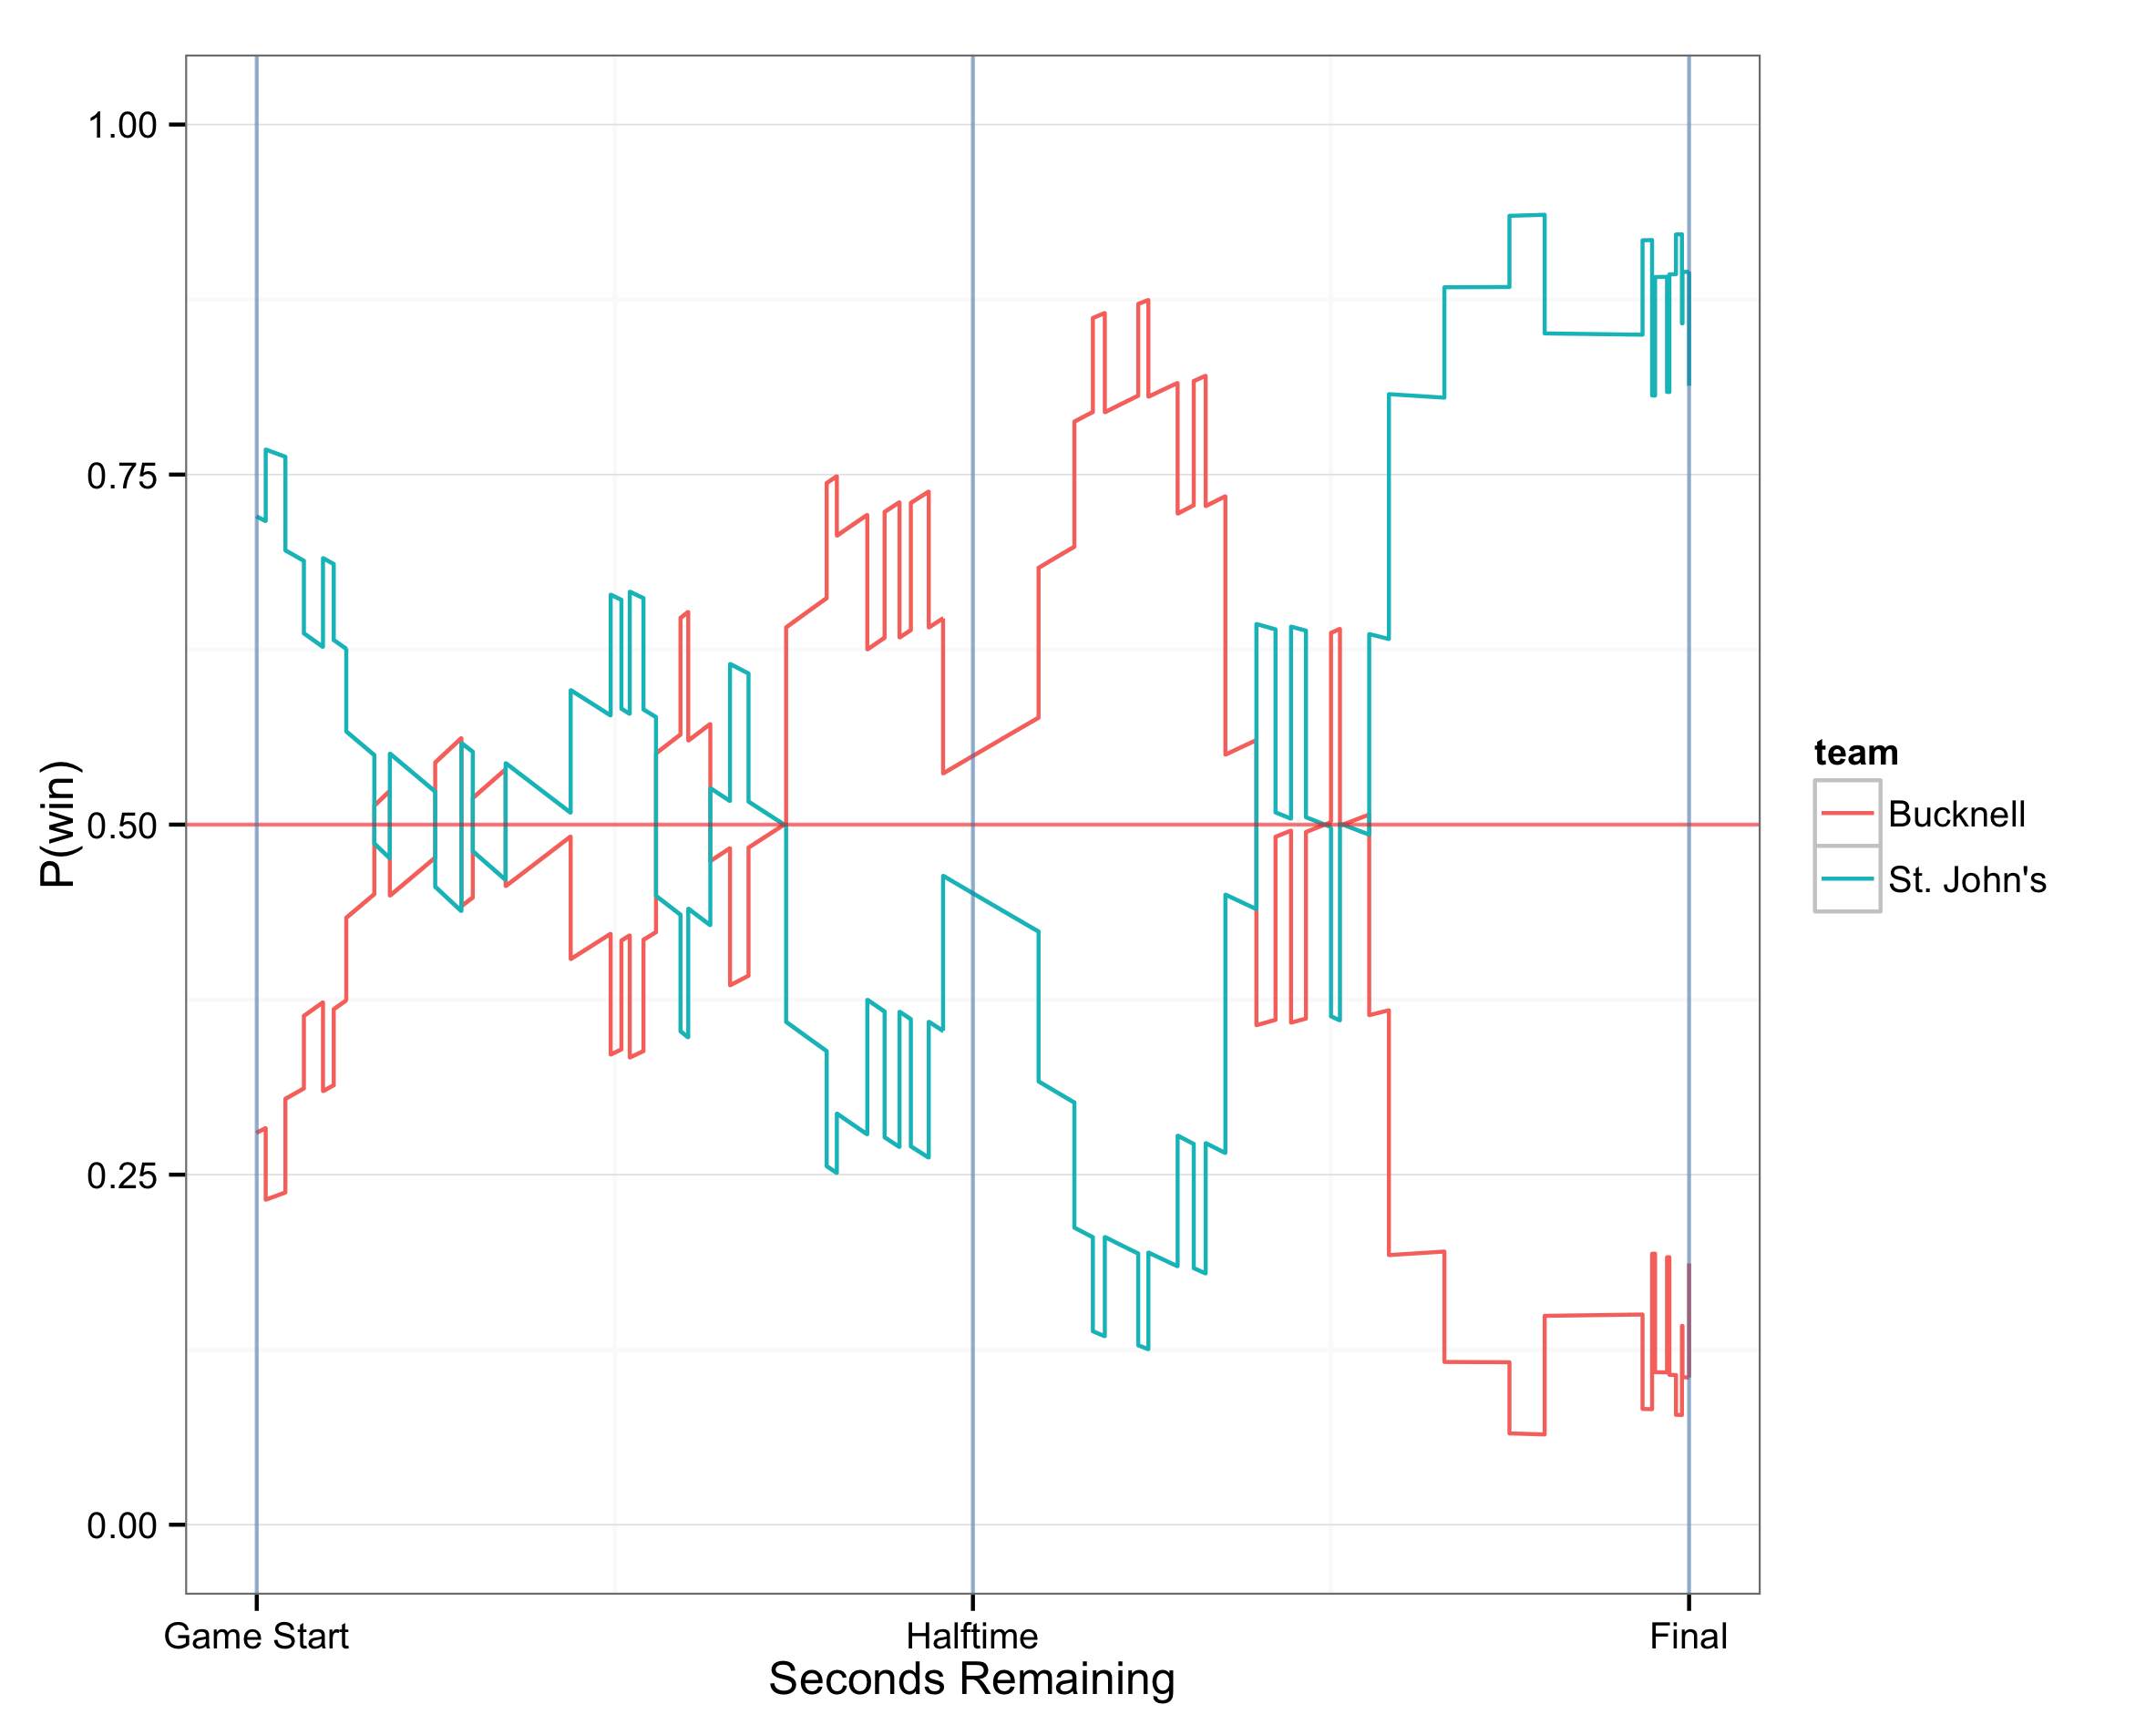 1.00
0.75
0.50
0.25
0.00
P(win)
Game Start
Halftime
Final
Seconds Remaining
team
Bucknell
St. John's